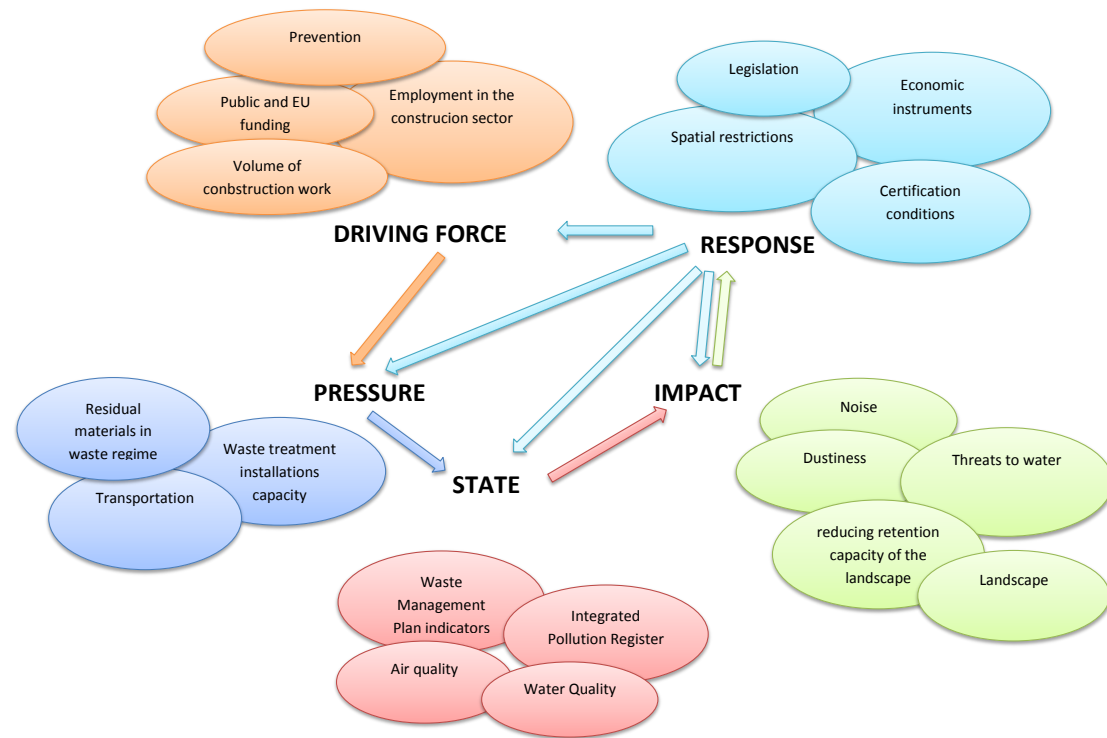 Prevention
Public and EU
funding
Employment in the
construcion sector
Volume of
conbstruction work
Legislation
Economic
instruments
Spatial restrictions
Certification
conditions
DRIVING FORCE
RESPONSE
PRESSURE
IMPACT
STATE
Residual
materials in
waste regime
Waste treatment
installations
capacity
Transportation
Noise
Dustiness
Threats to water
reducing retention
capacity of the
landscape
Landscape
Waste
Management
Plan indicators
Integrated
Pollution Register
Air quality
Water Quality